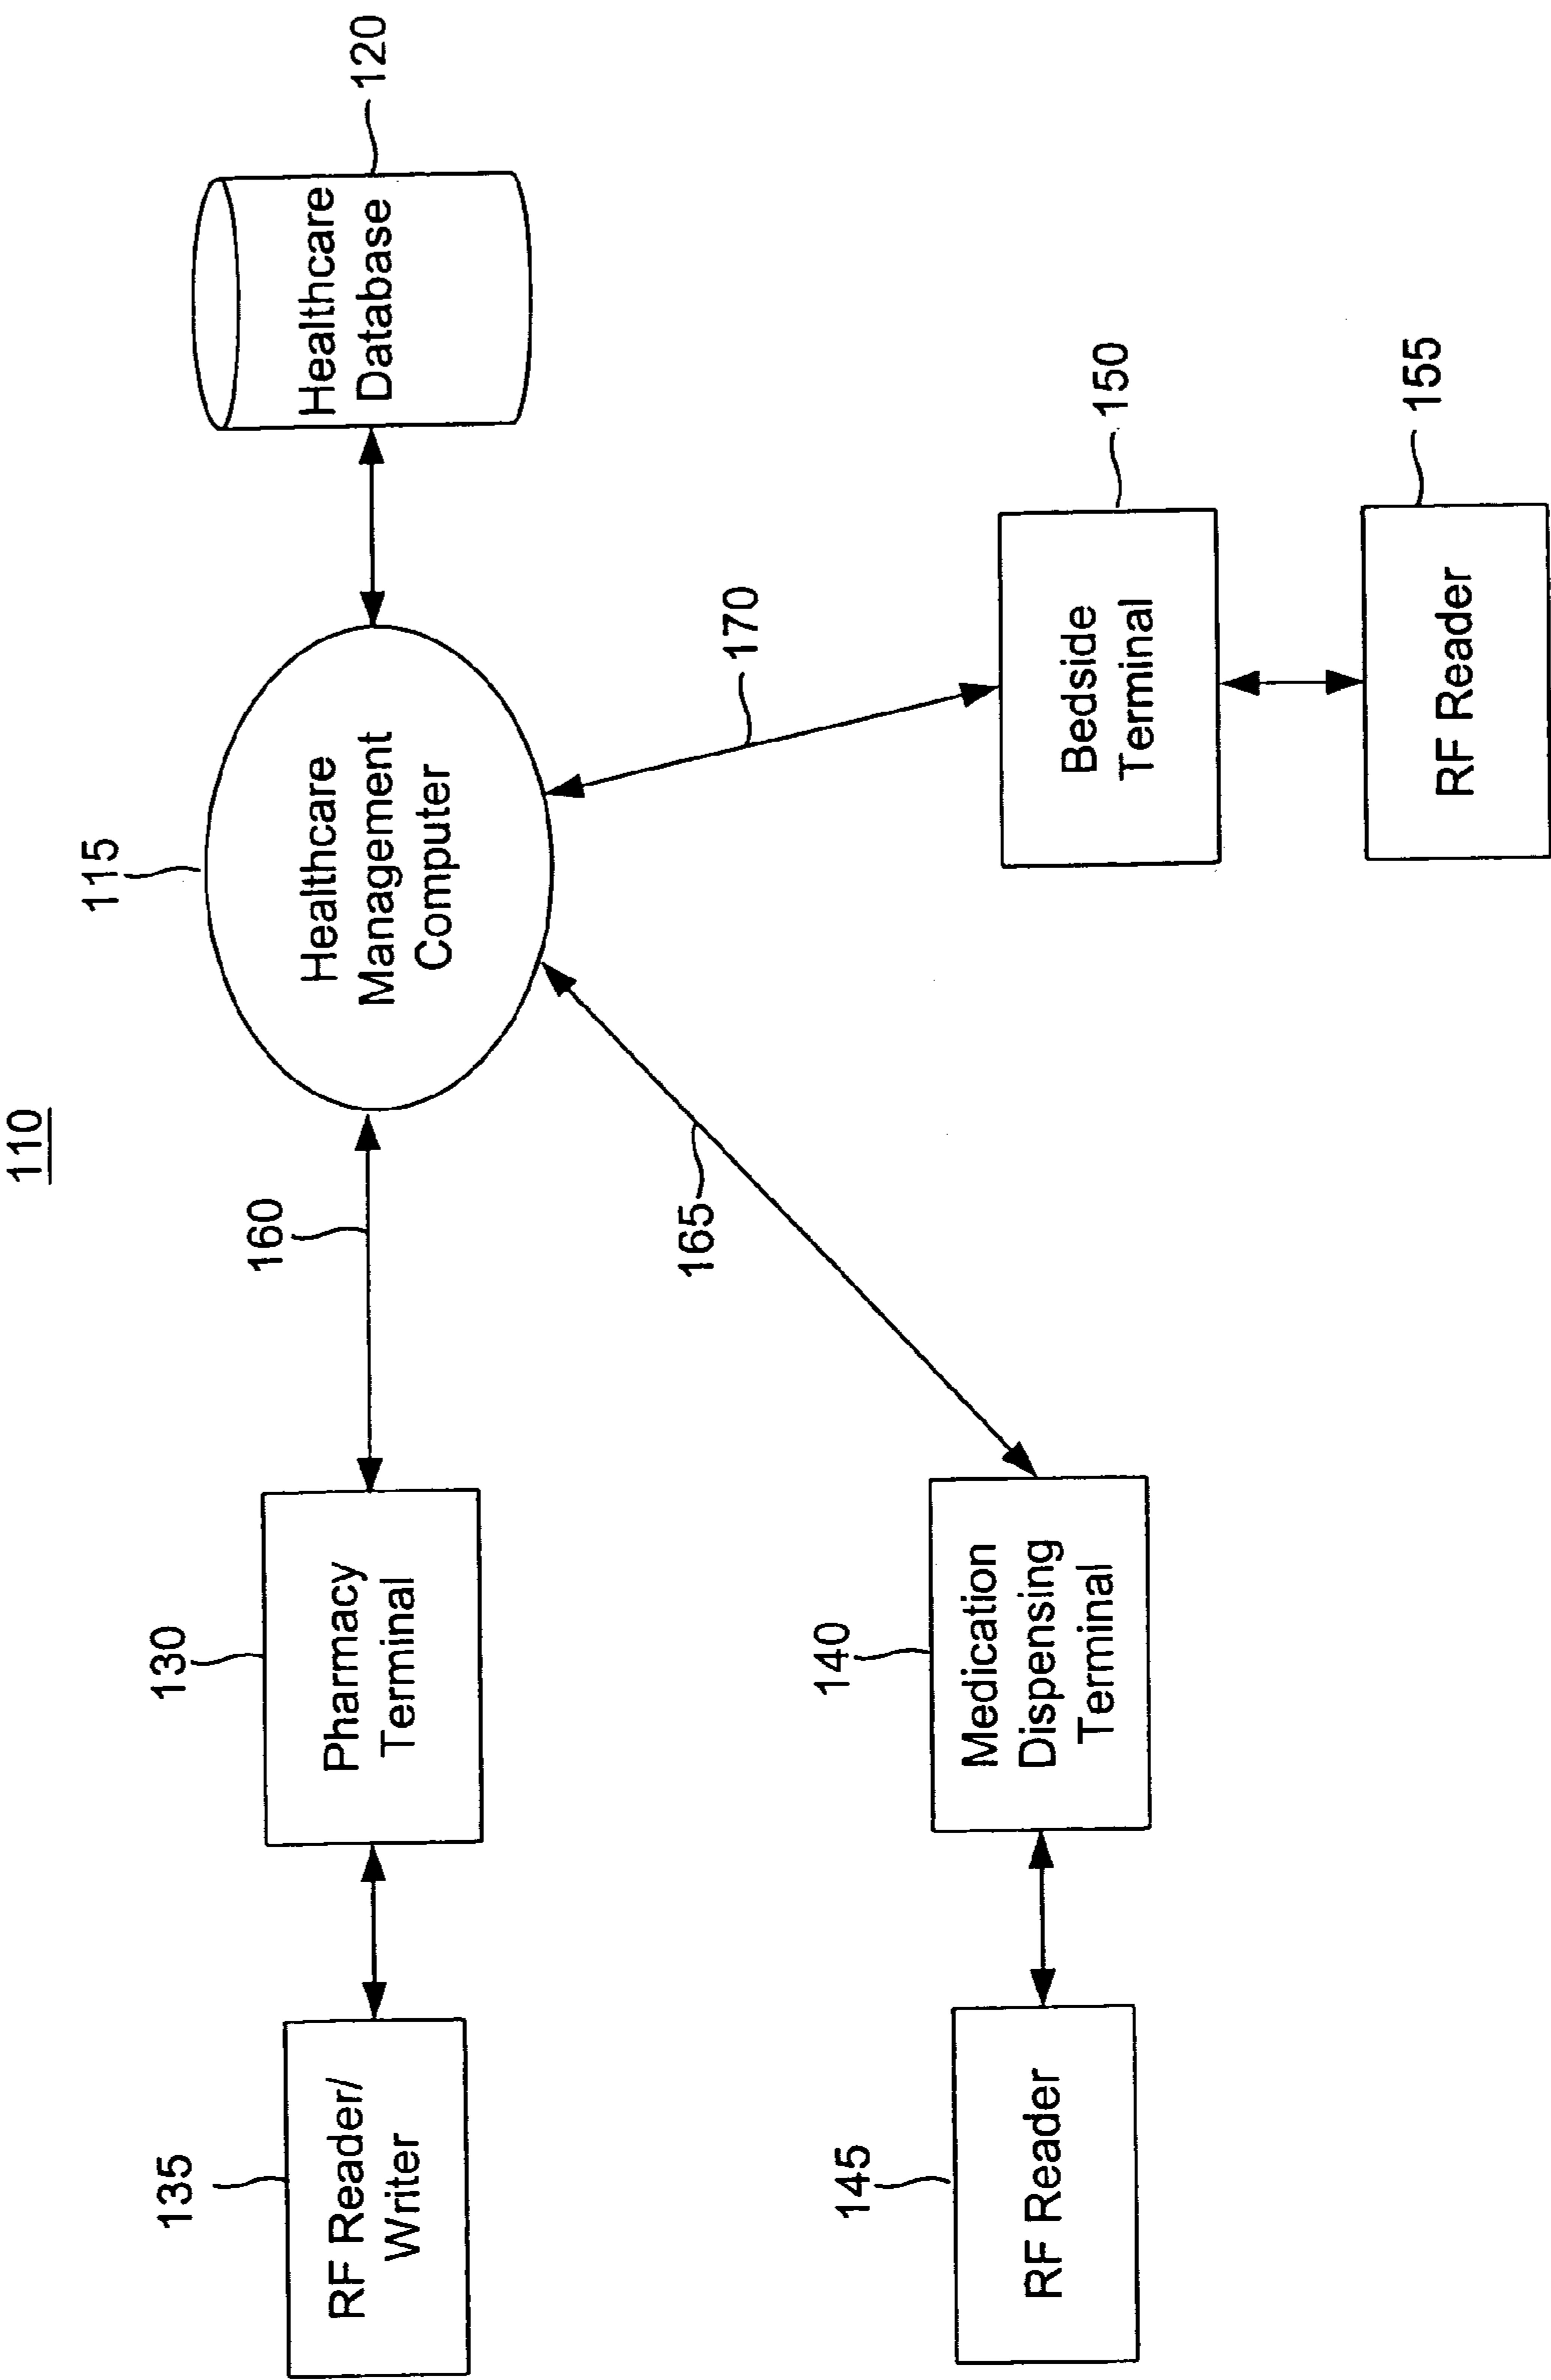 110
115
Healthcare
Management
Computer
120
Healthcare
Database
160
130
Pharmacy
Terminal
135
RF Reader/
Writer
165
170
140
Medication
Dispensing
Terminal
145
RF Reader
150
Bedside
Terminal
155
RF Reader